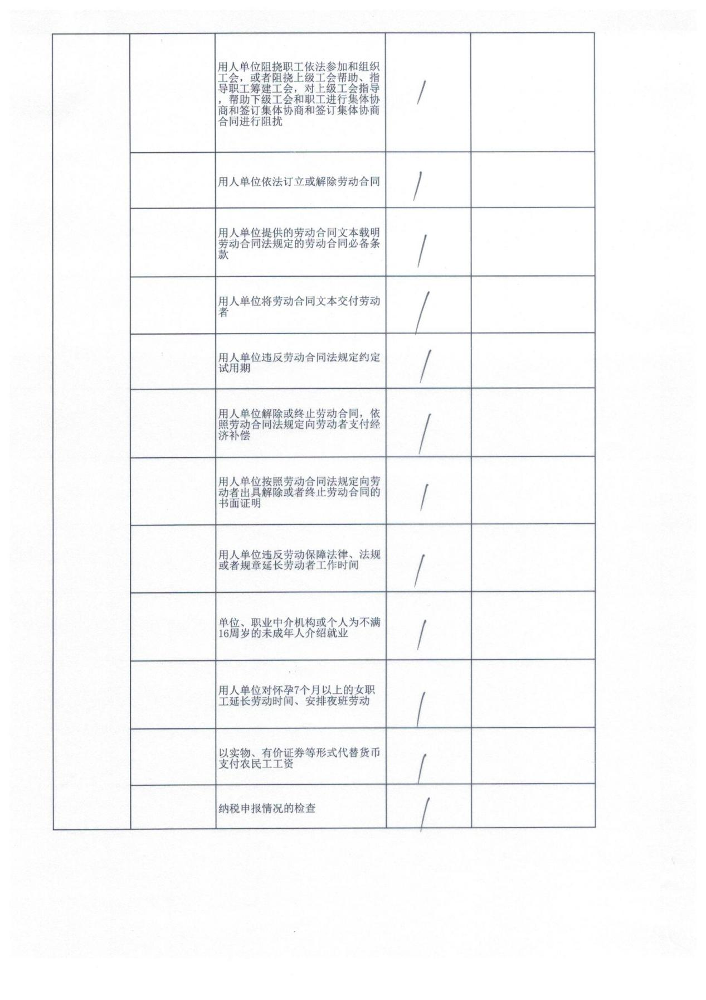 用人单位阻挠职工依法参加和组织
工会，或者阻挠上级工会帮助、指
导职工筹建工会，对上级工会指导
，帮助下级工会和职工进行集体协
商和签订集体协商和签订集体协商
合同进行阻扰
/
用人单位依法订立或解除劳动合同
/
用人单位提供的劳动合同文本载明
劳动合同法规定的劳动合同必备条
款
/
用人单位将劳动合同文本交付劳动
者
/
用人单位违反劳动合同法规定约定
试用期
/
用人单位解除或终止劳动合同，依
照劳动合同法规定向劳动者支付经
济补偿
/
用人单位按照劳动合同法规定向劳
动者出具解除或者终止劳动合同的
书面证明
/
用人单位违反劳动保障法律、法规
或者规章延长劳动者工作时间
/
单位、职业中介机构或个人为不满
16周岁的未成年人介绍就业
/
用人单位对怀孕7个月以上的女职
工延长劳动时间、安排夜班劳动
/
以实物、有价证券等形式代替货币
支付农民工工资
/
纳税申报情况的检查
/